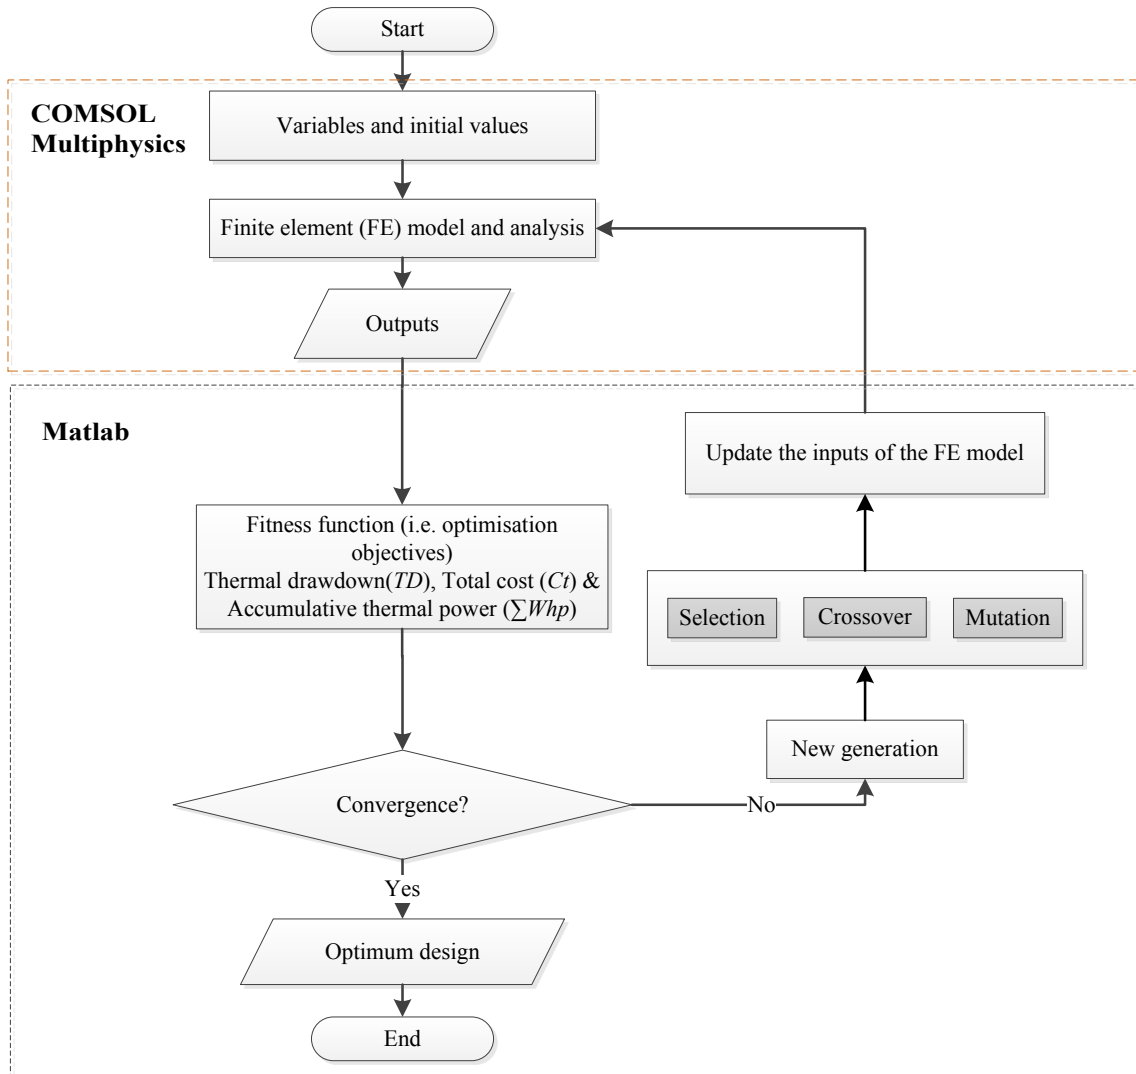 Start
COMSOL
Multiphysics
Variables and initial values
Finite element (FE) model and analysis
Outputs
Matlab
Update the inputs of the FE model
Fitness function (i.e. optimisation
objectives)
Thermal drawdown(TD), Total cost (Ct) &
Accumulative thermal power (∑Whp)
Selection
Crossover
Mutation
New generation
Convergence?
No
Yes
Optimum design
End